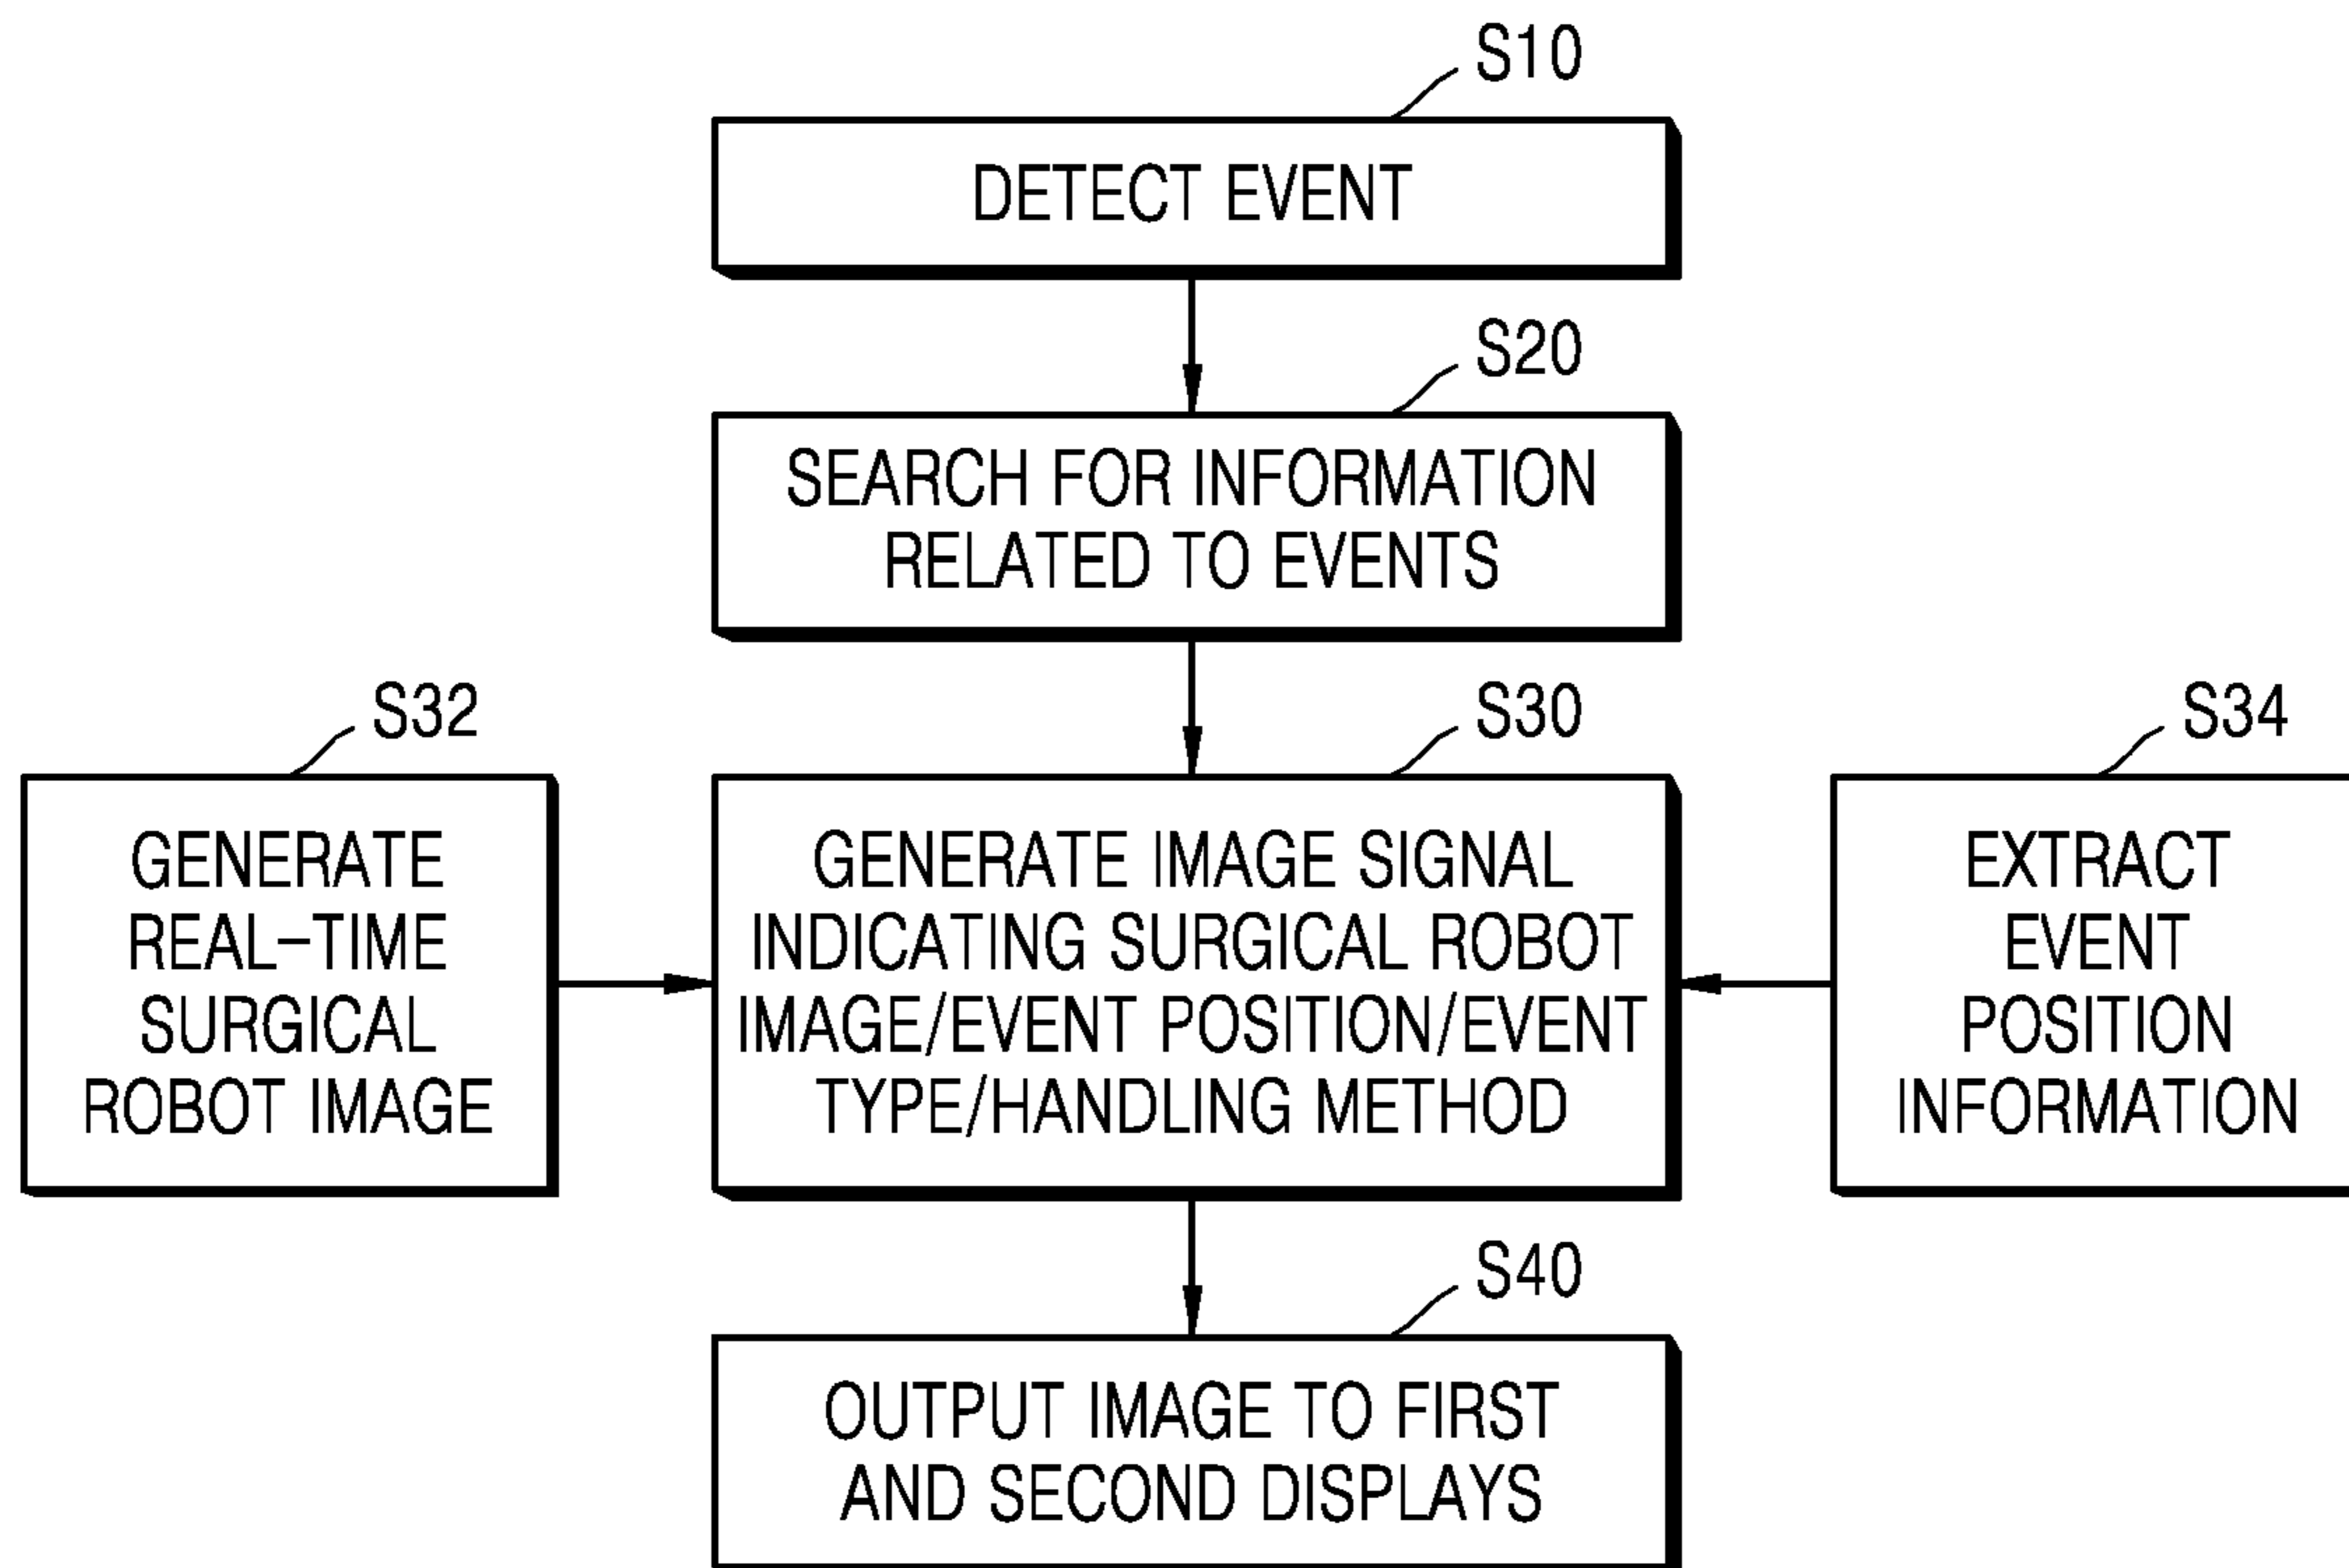 S10
DETECT EVENT
S20
SEARCH FOR INFORMATION
RELATED TO EVENTS
S32
GENERATE
REAL-TIME
SURGICAL
ROBOT IMAGE
S30
GENERATE IMAGE SIGNAL
INDICATING SURGICAL ROBOT
IMAGE/EVENT POSITION/EVENT
TYPE/HANDLING METHOD
S34
EXTRACT
EVENT
POSITION
INFORMATION
S40
OUTPUT IMAGE TO FIRST
AND SECOND DISPLAYS